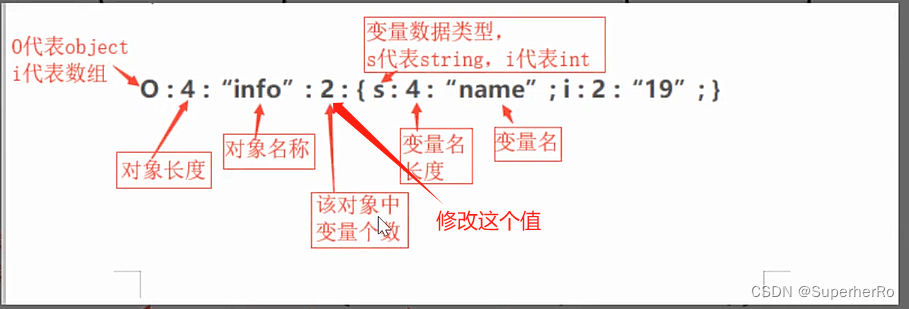 O代表object
i代表数组
变量数据类型，
s代表string，i代表int
O : 4 : “info” : 2 : { s : 4 : “name” ; i : 2 : “19” ; }
对象长度
对象名称
变量名
长度
变量名
该对象中
变量个数
修改这个值
CSDN @SuperherRo